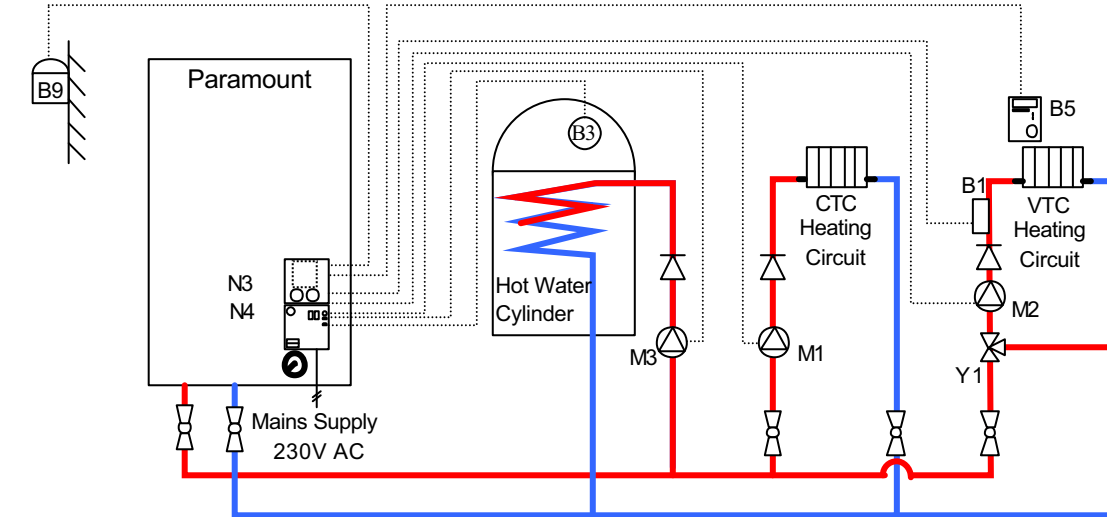 Paramount
B9
B3
B5
B1
CTC
Heating
Circuit
VTC
Heating
Circuit
N3
N4
Hot Water
Cylinder
M3
M1
M2
Y1
Mains Supply
230V AC